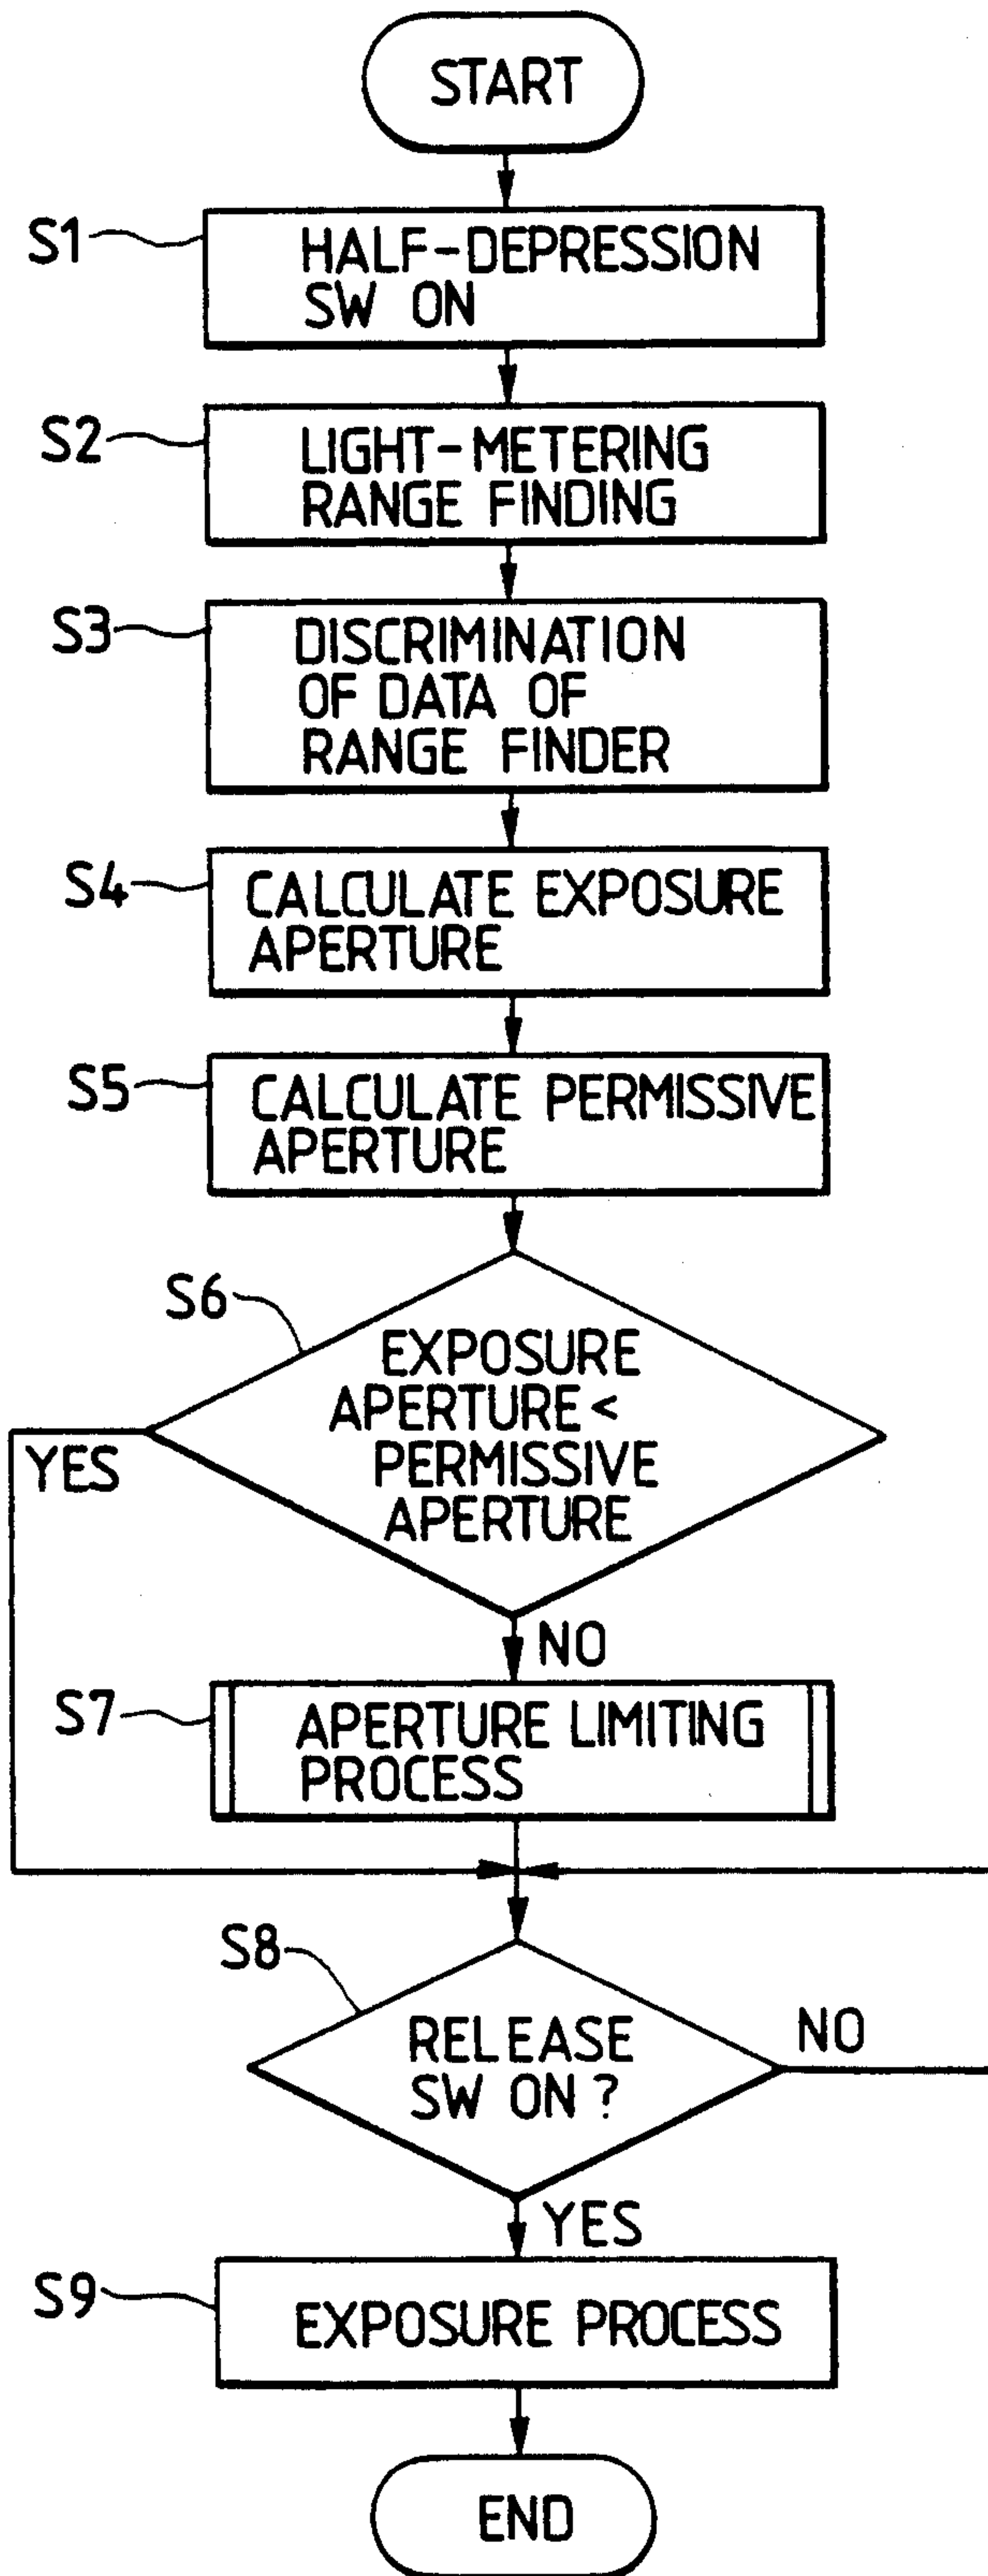 START
S1
HALF-DEPRESSION
SW ON
S2
LIGHT-METERING
RANGE FINDING
S3
DISCRIMINATION
OF DATA OF
RANGE FINDER
S4
CALCULATE EXPOSURE
APERTURE
S5
CALCULATE PERMISSIVE
APERTURE
S6
EXPOSURE
APERTURE <
PERMISSIVE
APERTURE
YES
NO
S7
APERTURE LIMITING
PROCESS
S8
RELEASE
SW ON ?
NO
YES
S9
EXPOSURE PROCESS
END